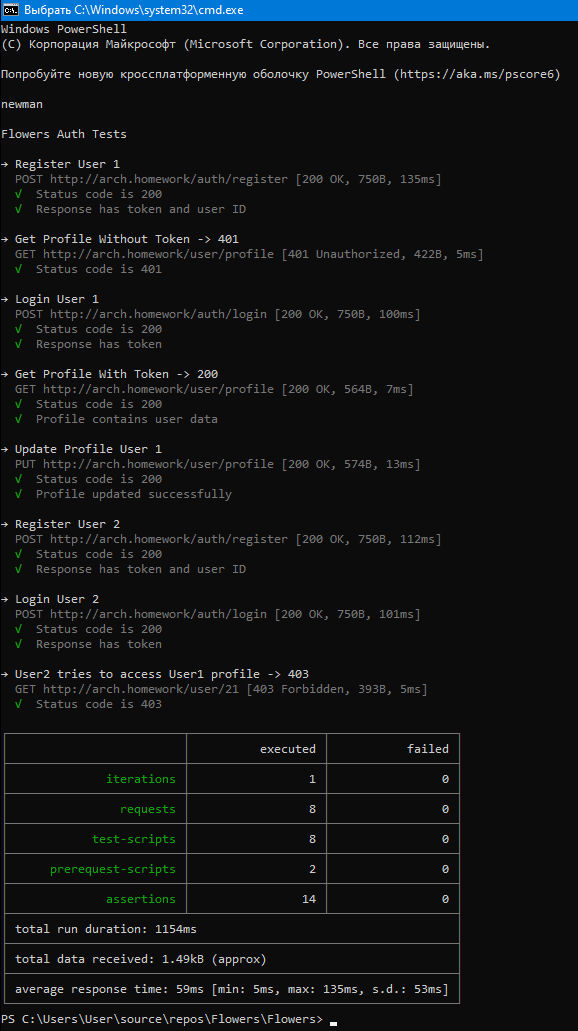 Выбрать C:\Windows\system32\cmd.exe
Windows PowerShell
(C) Корпорация Майкрософт (Microsoft Corporation). Все права защищены.
Попробуйте новую кроссплатформенную оболочку PowerShell (https://aka.ms/pscore6)
newman
Flowers Auth Tests
→ Register User 1
POST http://arch.homework/auth/register [200 OK, 750B, 135ms]
√ Status code is 200
√ Response has token and user ID
→ Get Profile Without Token -> 401
GET http://arch.homework/user/profile [401 Unauthorized, 422B, 5ms]
√ Status code is 401
→ Login User 1
POST http://arch.homework/auth/login [200 OK, 750B, 100ms]
√ Status code is 200
√ Response has token
→ Get Profile With Token -> 200
GET http://arch.homework/user/profile [200 OK, 564B, 7ms]
√ Status code is 200
√ Profile contains user data
→ Update Profile User 1
PUT http://arch.homework/user/profile [200 OK, 574B, 13ms]
√ Status code is 200
√ Profile updated successfully
→ Register User 2
POST http://arch.homework/auth/register [200 OK, 750B, 112ms]
√ Status code is 200
√ Response has token and user ID
→ Login User 2
POST http://arch.homework/auth/login [200 OK, 750B, 101ms]
√ Status code is 200
√ Response has token
→ User2 tries to access User1 profile -> 403
GET http://arch.homework/user/21 [403 Forbidden, 393B, 5ms]
√ Status code is 403
executed failed
iterations 1 0
requests 8 0
test-scripts 8 0
prerequest-scripts 2 0
assertions 14 0
total run duration: 1154ms
total data received: 1.49kB (approx)
average response time: 59ms [min: 5ms, max: 135ms, s.d.: 53ms]
PS C:\Users\User\source\repos\Flowers\Flowers>